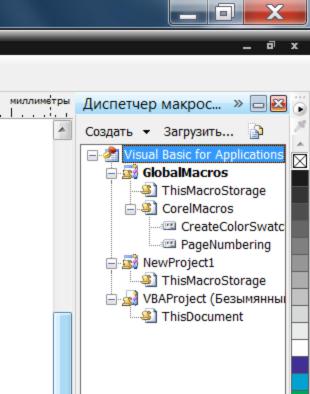 миллиметры
Диспетчер макрос... »
Создать Загрузить...
Visual Basic for Applications
GlobalMacros
ThisMacroStorage
CorelMacros
CreateColorSwatc
PageNumbering
NewProject1
ThisMacroStorage
VBAProject (Безымянны
ThisDocument